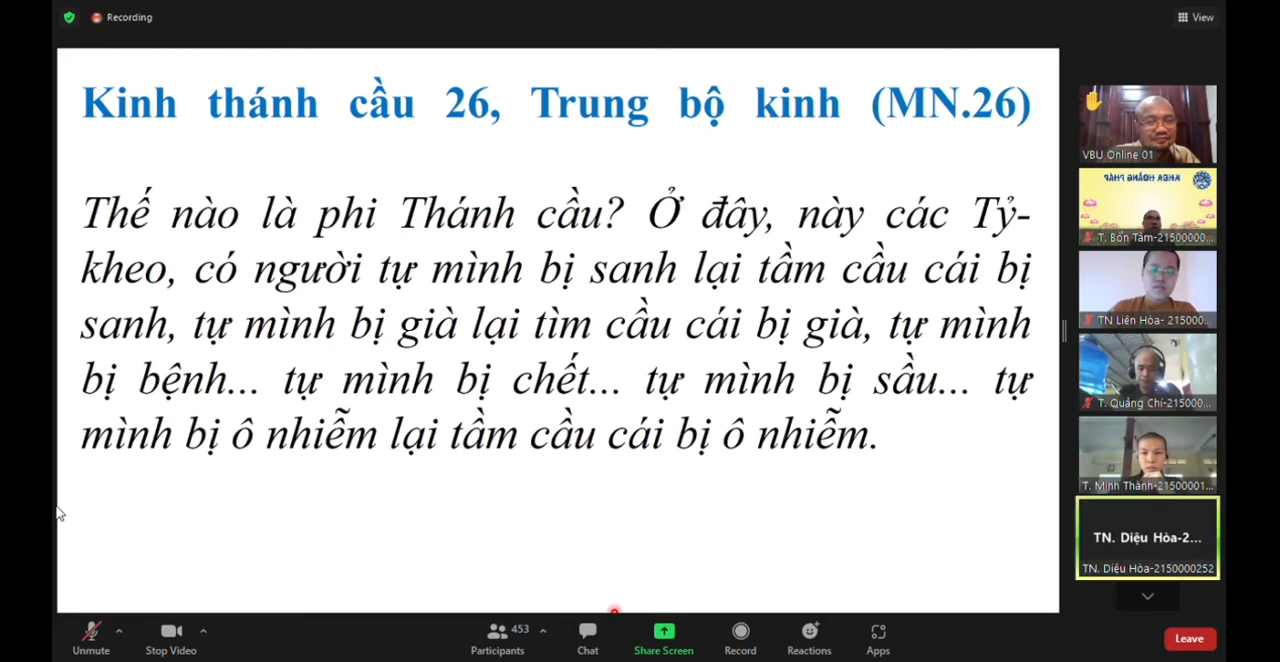 Recording
View
Kinh thánh cầu 26, Trung bộ kinh (MN.26)
Thế nào là phi Thánh cầu? Ở đây, này các Tỷ-
kheo, có người tự mình bị sanh lại tầm cầu cái bị
sanh, tự mình bị già lại tìm cầu cái bị già, tự mình
bị bệnh... tự mình bị chết... tự mình bị sầu... tự
mình bị ô nhiễm lại tầm cầu cái bị ô nhiễm.
VBU Online 01
KHOA HOẰNG PHÁP
T. Bổn Tâm-21500000...
TN Liên Hòa- 215000...
T. Quảng Chí-215000...
T. Minh Thành-21500001...
TN. Diệu Hòa-2...
TN. Diệu Hòa-2150000252
Unmute
Stop Video
453
Participants
Chat
Share Screen
Record
Reactions
Apps
Leave